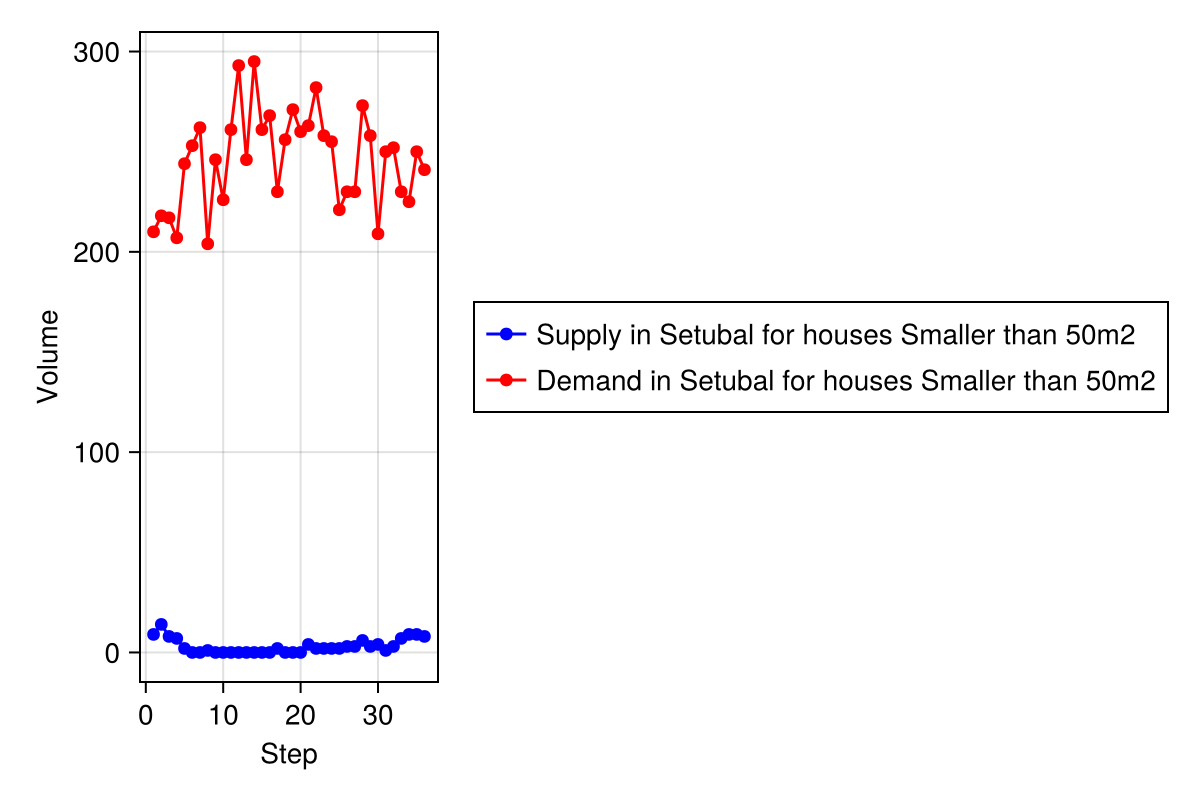 300
200
100
0
Volume
0 10 20 30
Step
Supply in Setubal for houses Smaller than 50m2
Demand in Setubal for houses Smaller than 50m2